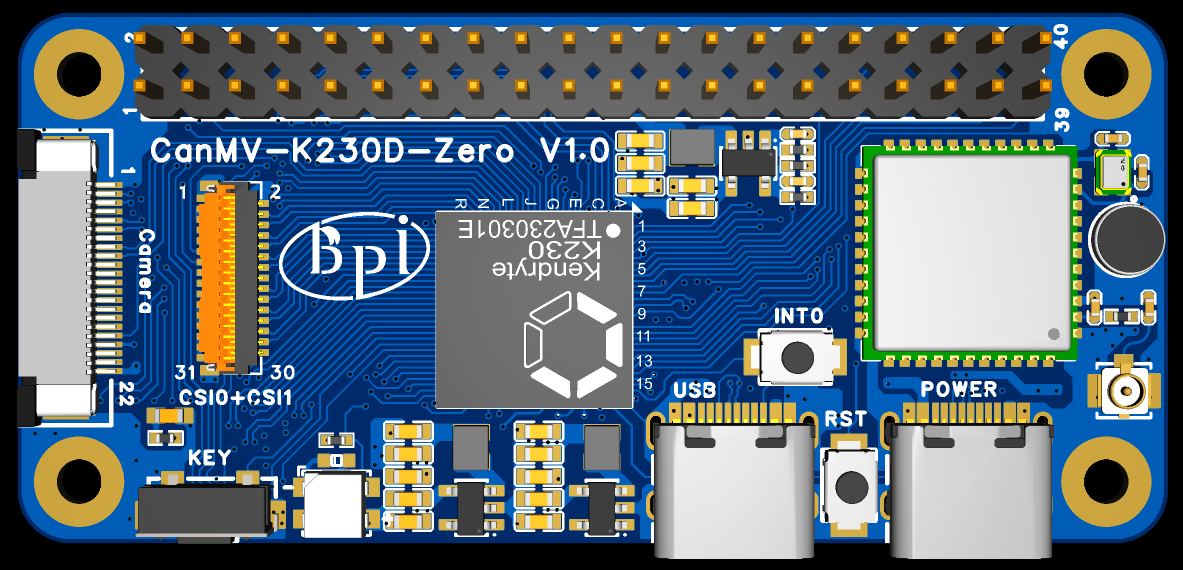 2
40
1
39
CanMV-K230D-Zero V1.0
1
1
2
Camera
Bpi
R N L J G E C A
TFA230301E
K230
Kendryte
1
3
5
7
9
11
13
15
INT0
31
30
22
CSI0+CSI1
USB
POWER
RST
KEY